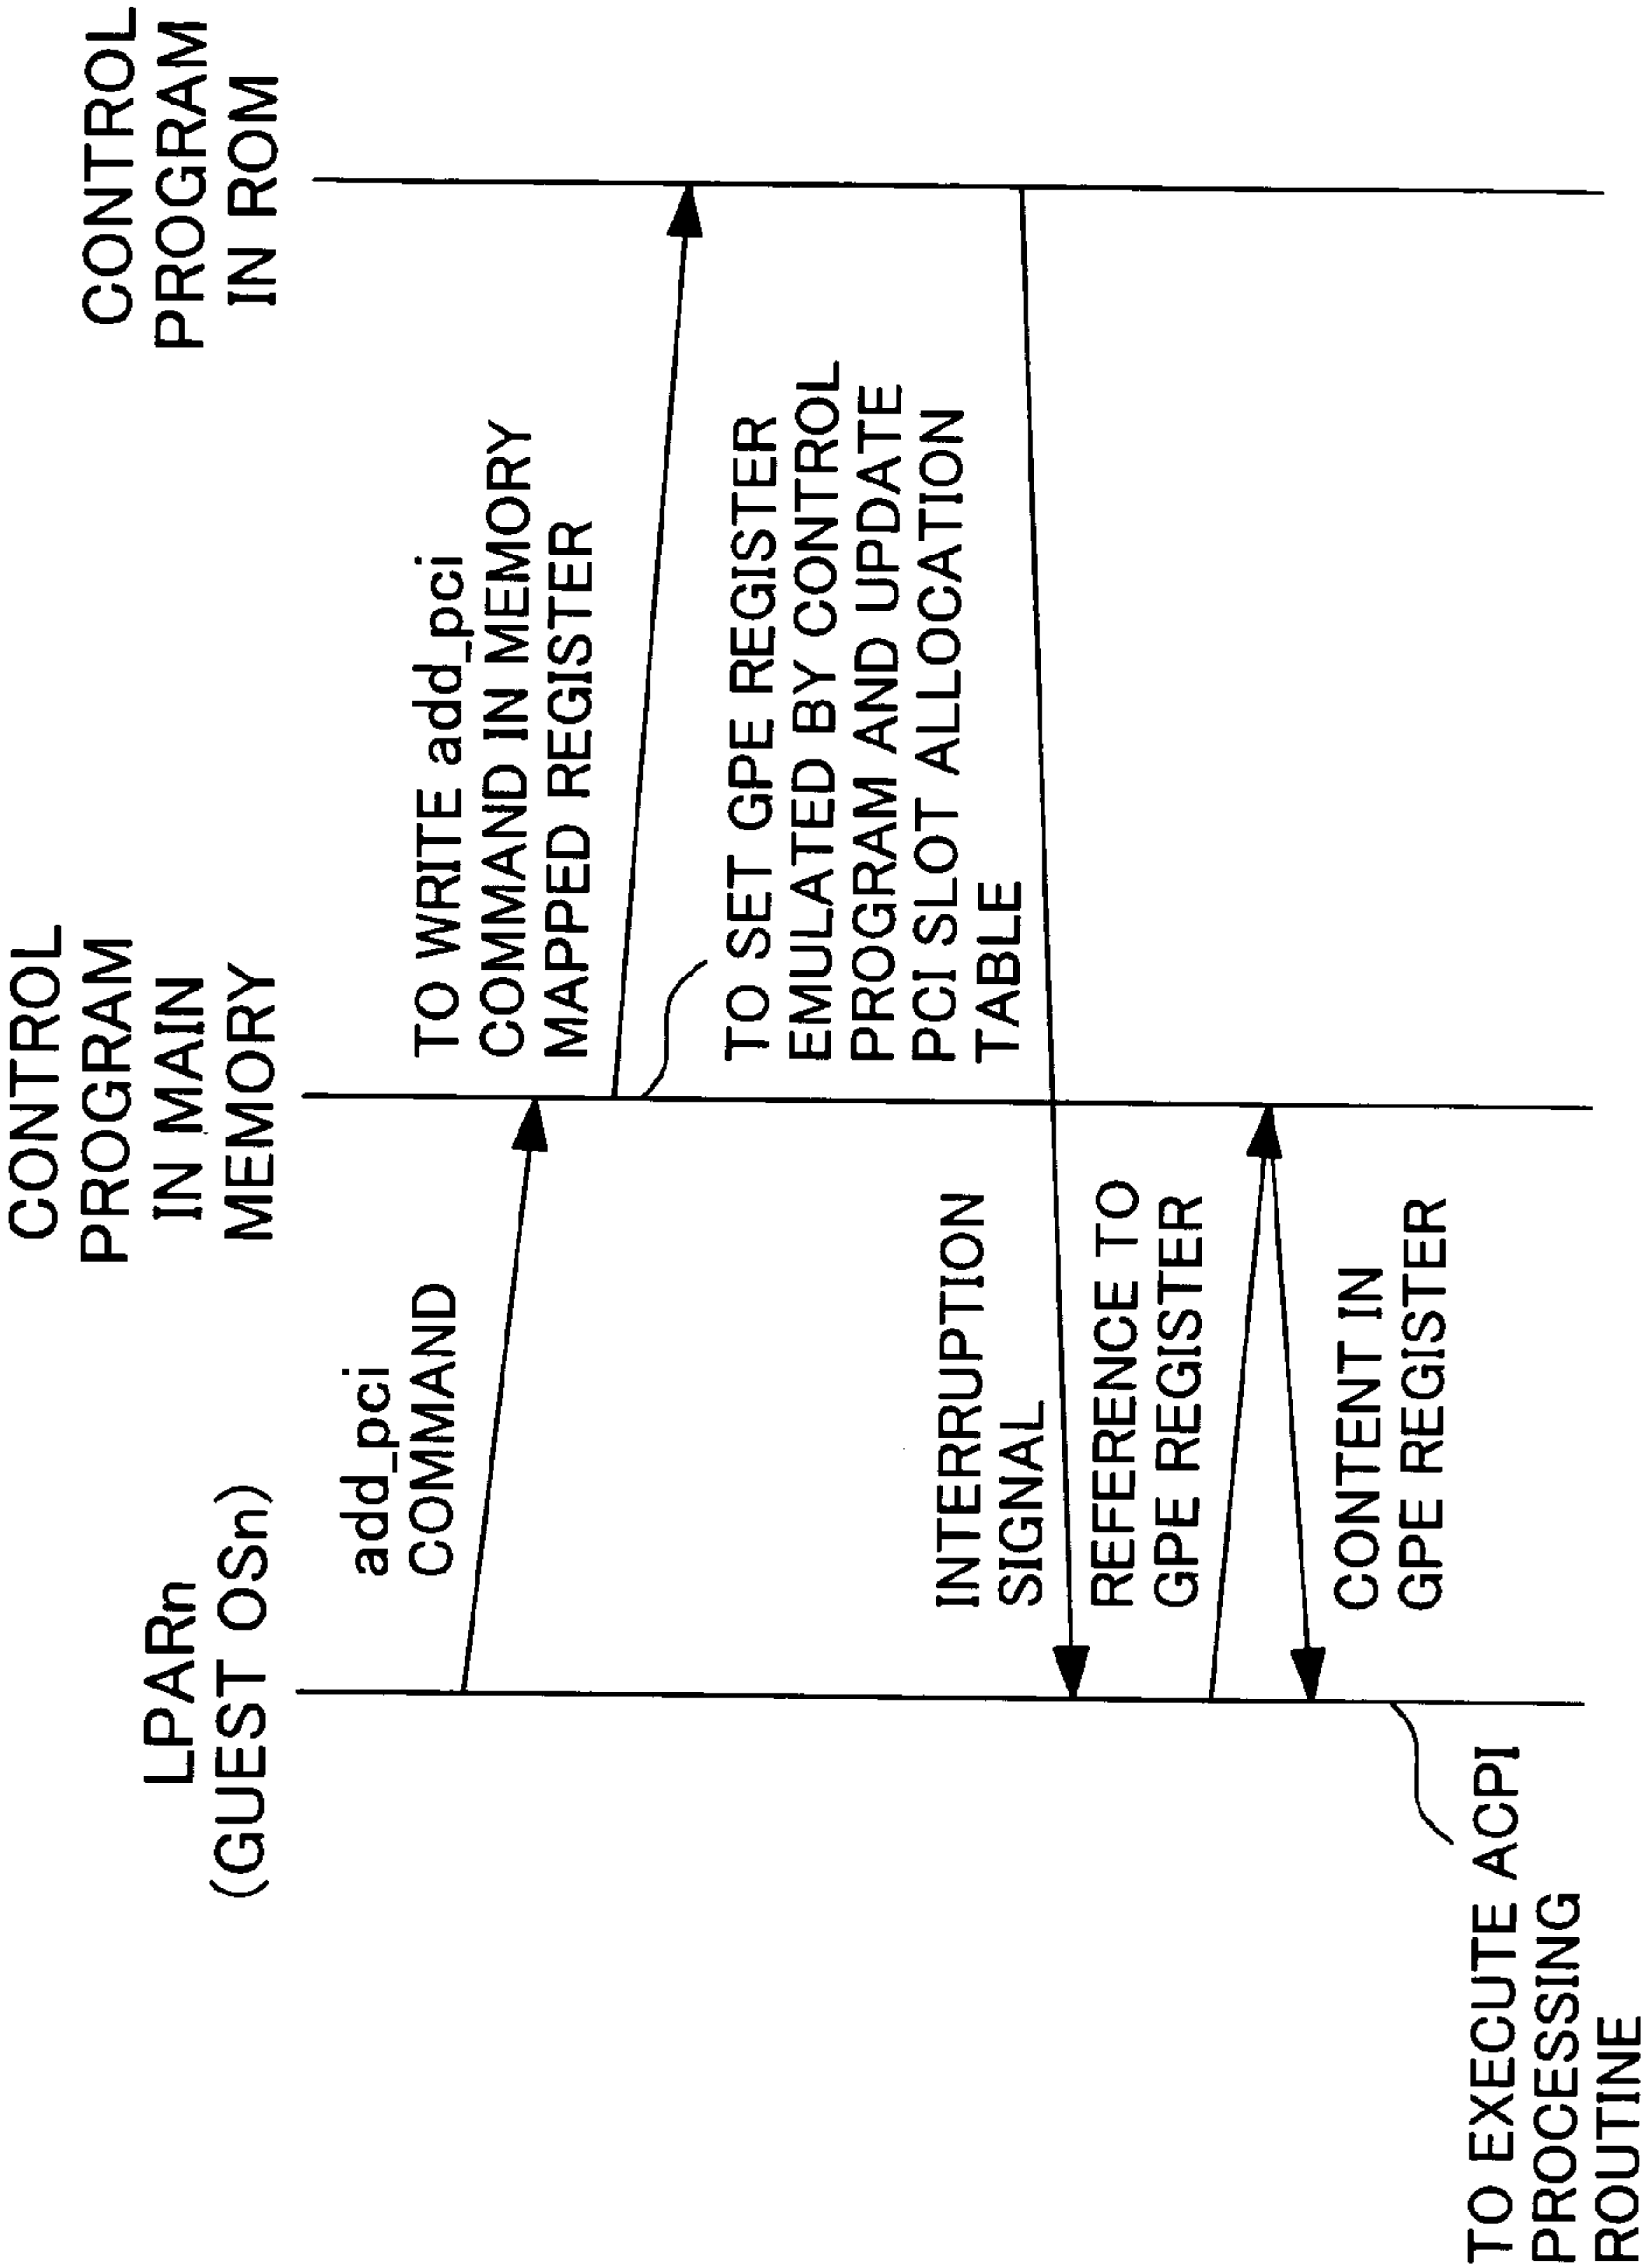 LPARn
(GUEST OSn)
CONTROL
PROGRAM
IN MAIN
MEMORY
CONTROL
PROGRAM
IN ROM
add_pci
COMMAND
TO WRITE add_pci
COMMAND IN MEMORY
MAPPED REGISTER
TO SET GPE REGISTER
EMULATED BY CONTROL
PROGRAM AND UPDATE
PCI SLOT ALLOCATION
TABLE
INTERRUPTION
SIGNAL
REFERENCE TO
GPE REGISTER
CONTENT IN
GPE REGISTER
TO EXECUTE ACPI
PROCESSING
ROUTINE